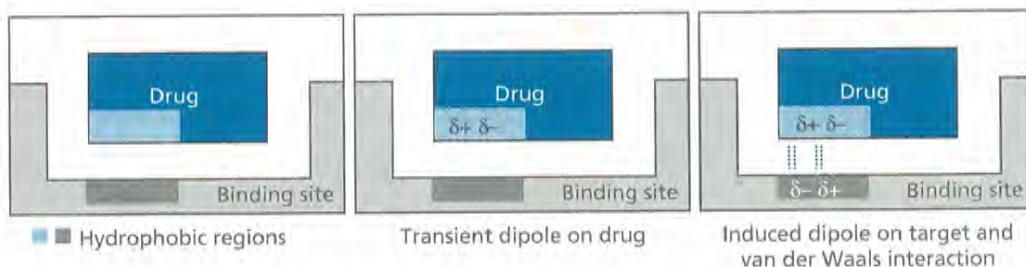 Drug
Binding site
Hydrophobic regions
Drug
δ+ δ–
Binding site
Transient dipole on drug
Drug
δ+ δ–
δ– δ+
Binding site
Induced dipole on target and
van der Waals interaction